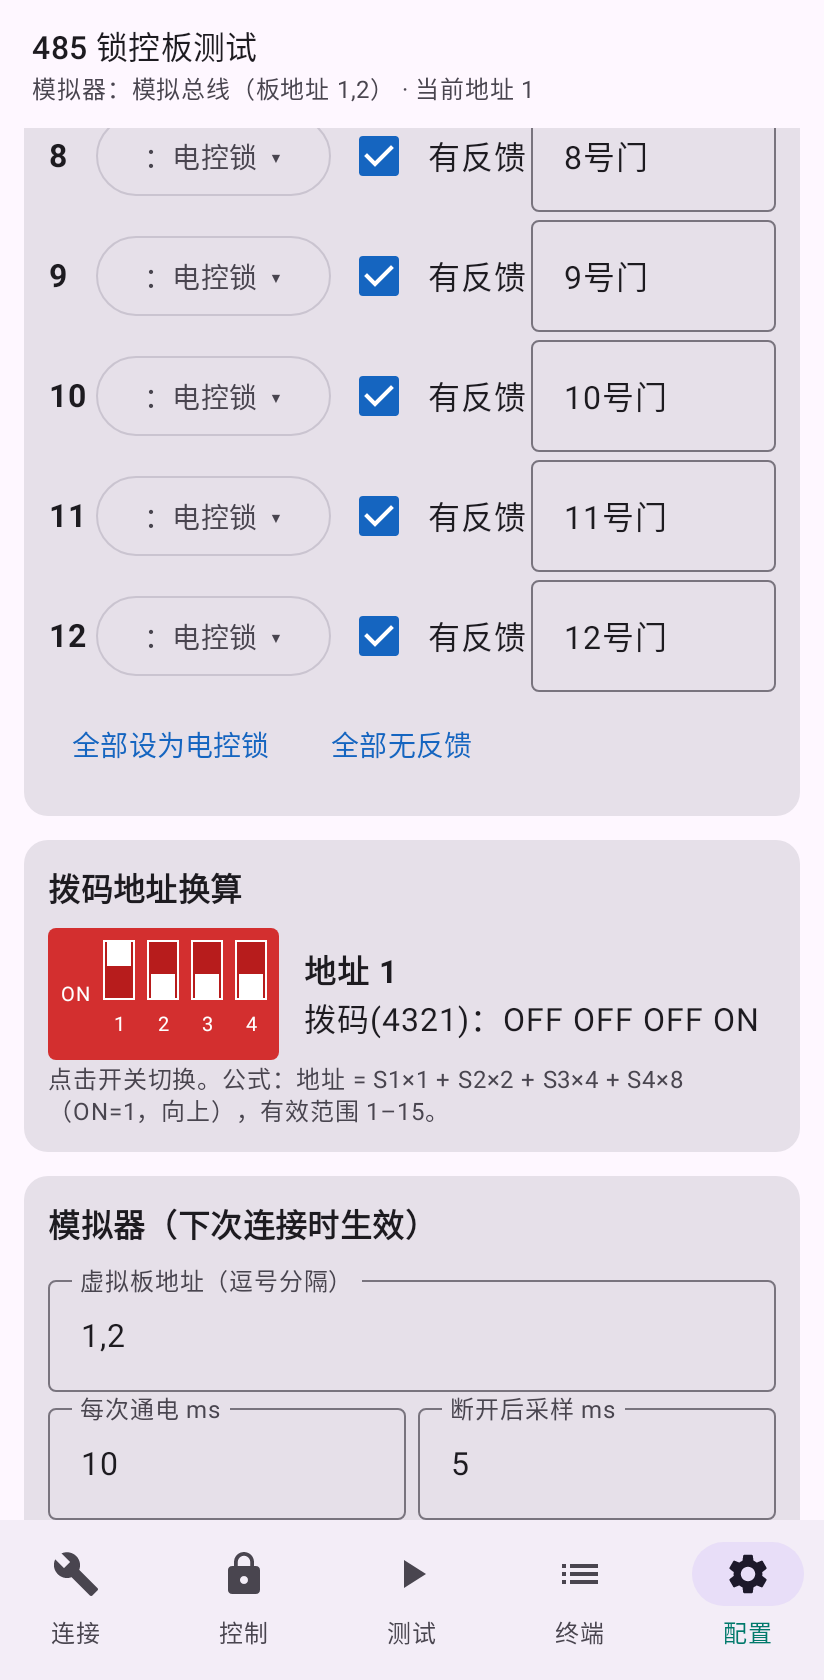 485 锁控板测试
模拟器：模拟总线（板地址 1,2） · 当前地址 1
8 ：电控锁 ▾ 有反馈 8号门
9 ：电控锁 ▾ 有反馈 9号门
10 ：电控锁 ▾ 有反馈 10号门
11 ：电控锁 ▾ 有反馈 11号门
12 ：电控锁 ▾ 有反馈 12号门
全部设为电控锁 全部无反馈
拨码地址换算
ON 1 2 3 4
地址 1
拨码(4321)：OFF OFF OFF ON
点击开关切换。公式：地址 = S1×1 + S2×2 + S3×4 + S4×8
（ON=1，向上），有效范围 1–15。
模拟器（下次连接时生效）
虚拟板地址（逗号分隔）
1,2
每次通电 ms 断开后采样 ms
10 5
连接 控制 测试 终端 配置